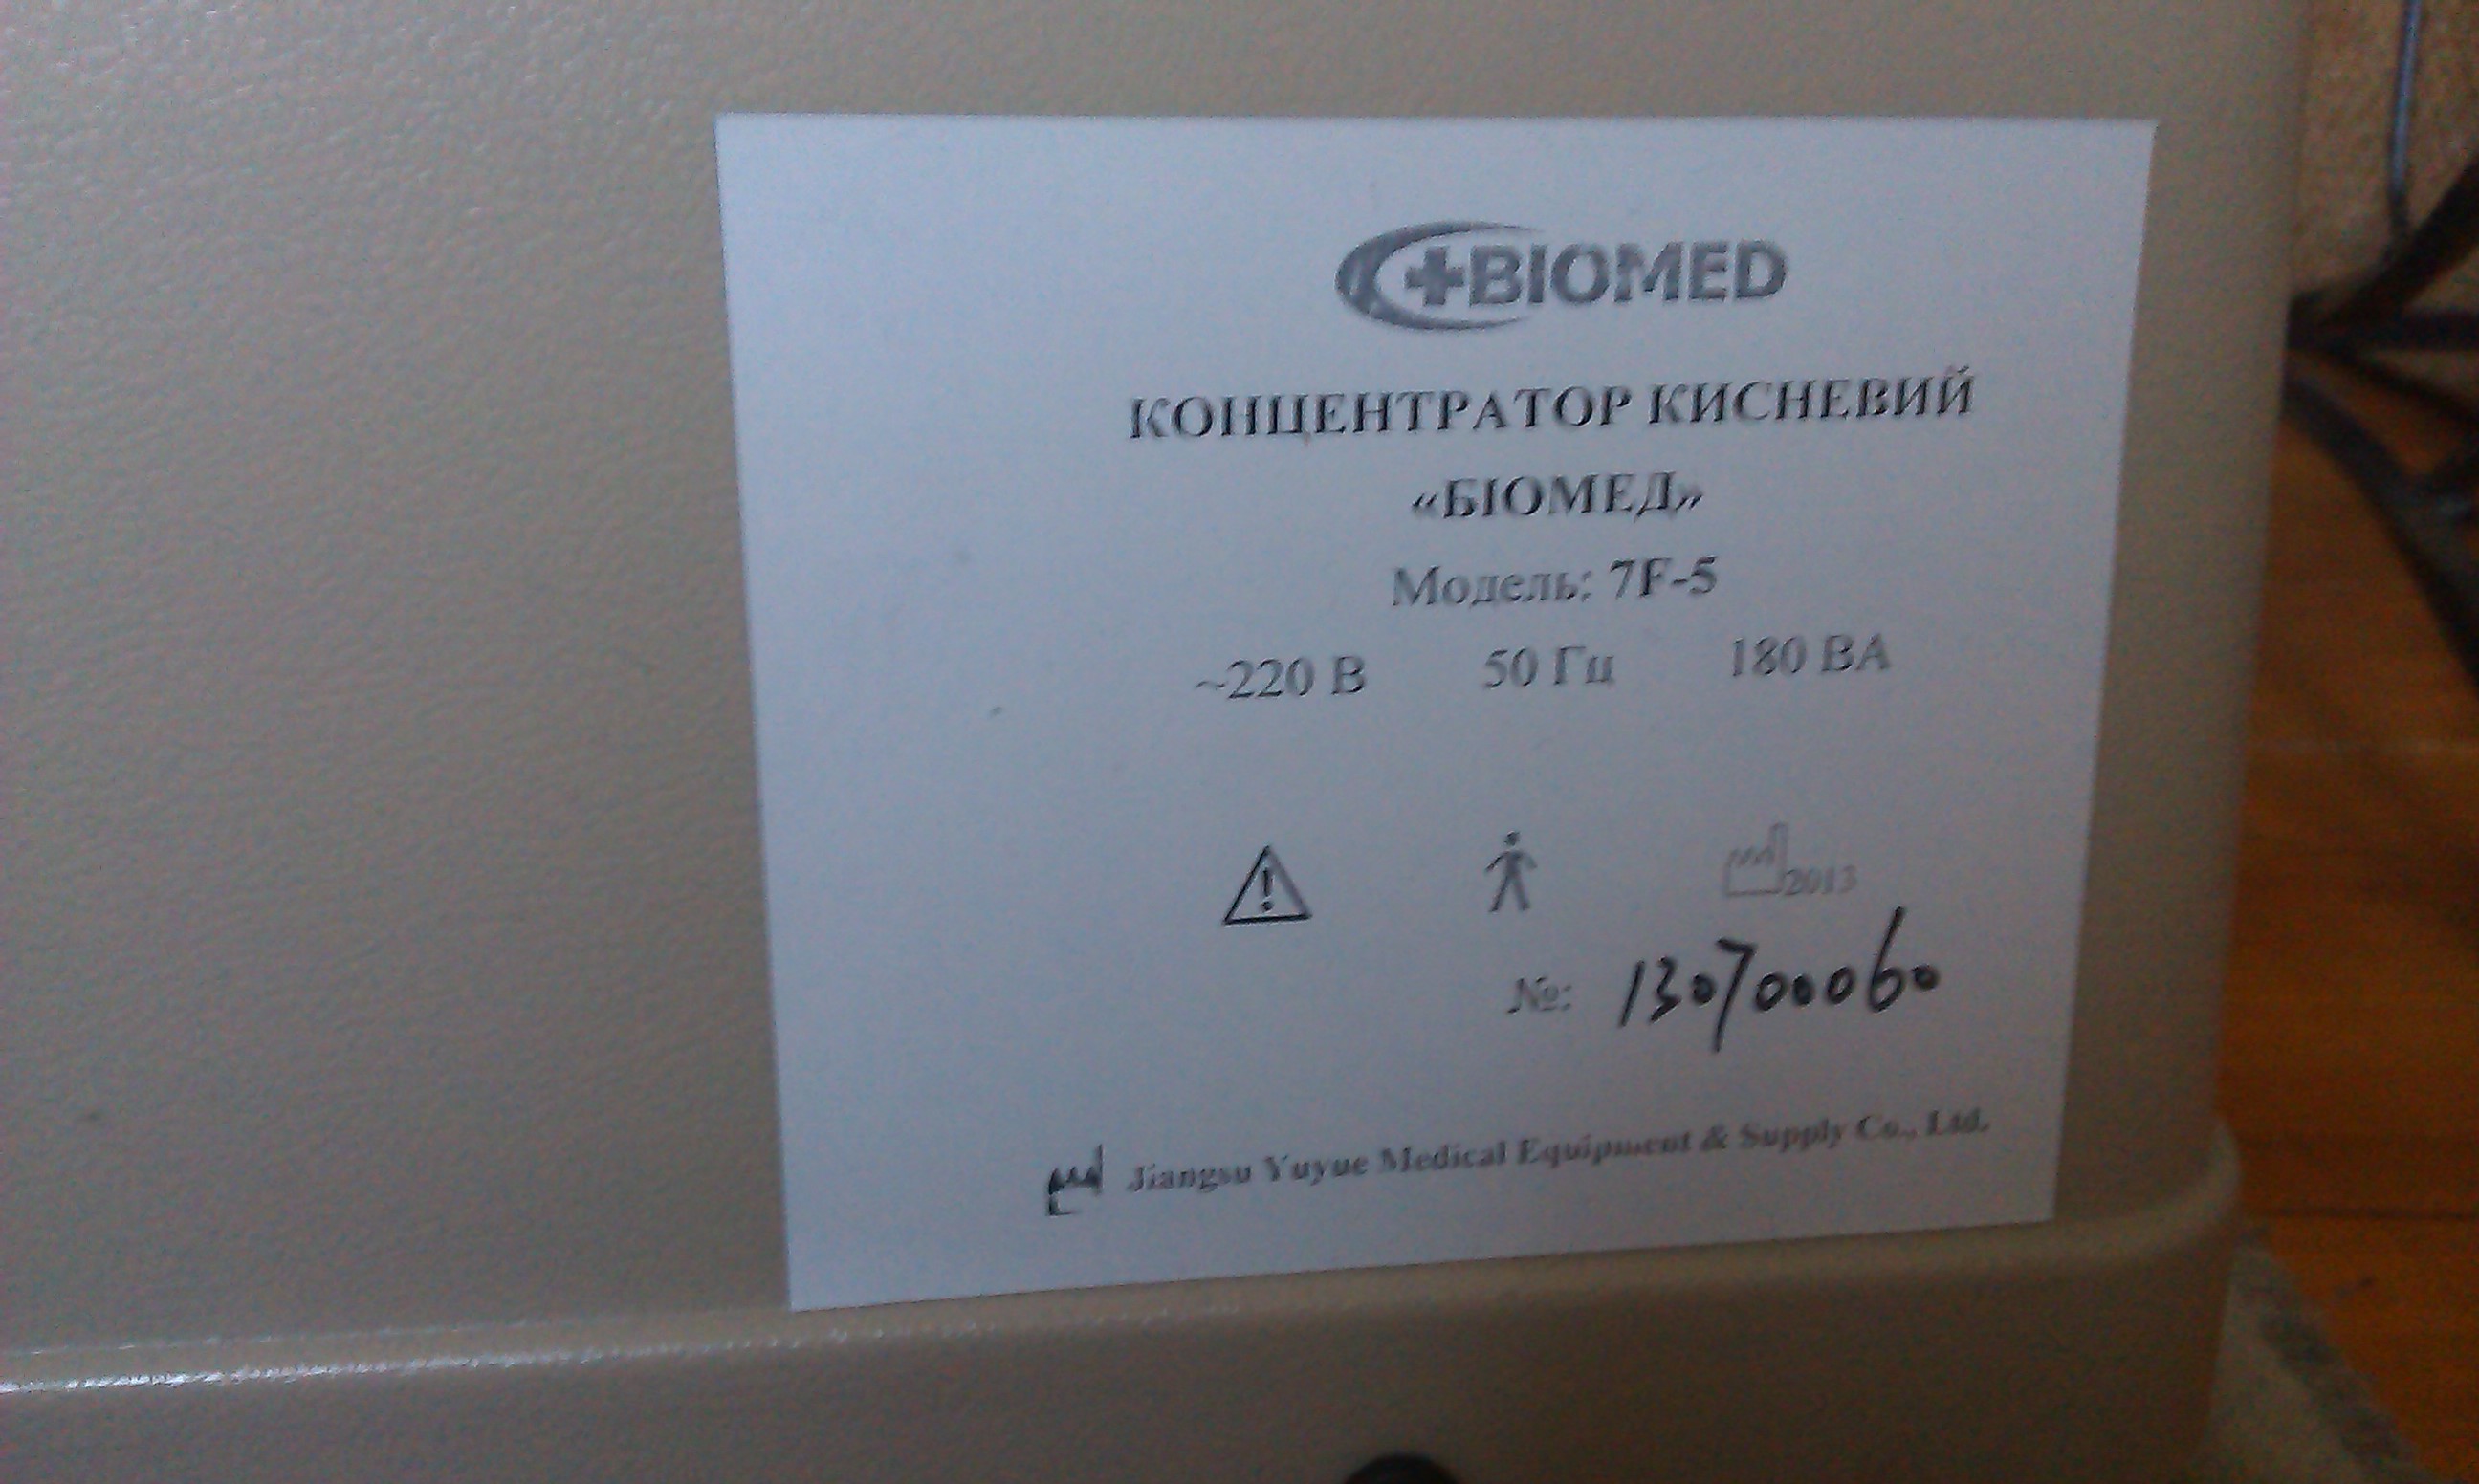 BIOMED
КОНЦЕНТРАТОР КИСНЕВИЙ
«БІОМЕД»
Модель: 7F-5
~220 В 50 Гц 180 ВА
2013
№: 130700060
Jiangsu Yuyue Medical Equipment & Supply Co., Ltd.